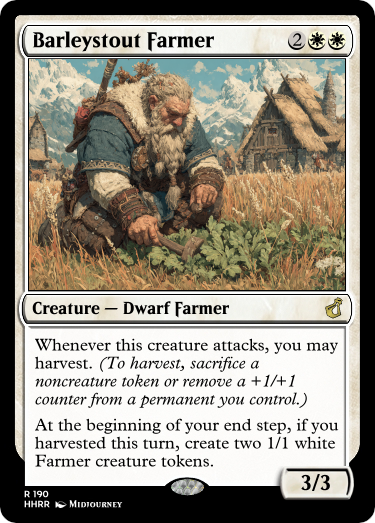 Barleystout Farmer 2
Creature — Dwarf Farmer
Whenever this creature attacks, you may
harvest. (To harvest, sacrifice a
noncreature token or remove a +1/+1
counter from a permanent you control.)
At the beginning of your end step, if you
harvested this turn, create two 1/1 white
Farmer creature tokens.
3/3
R 190
HHRR Midjourney